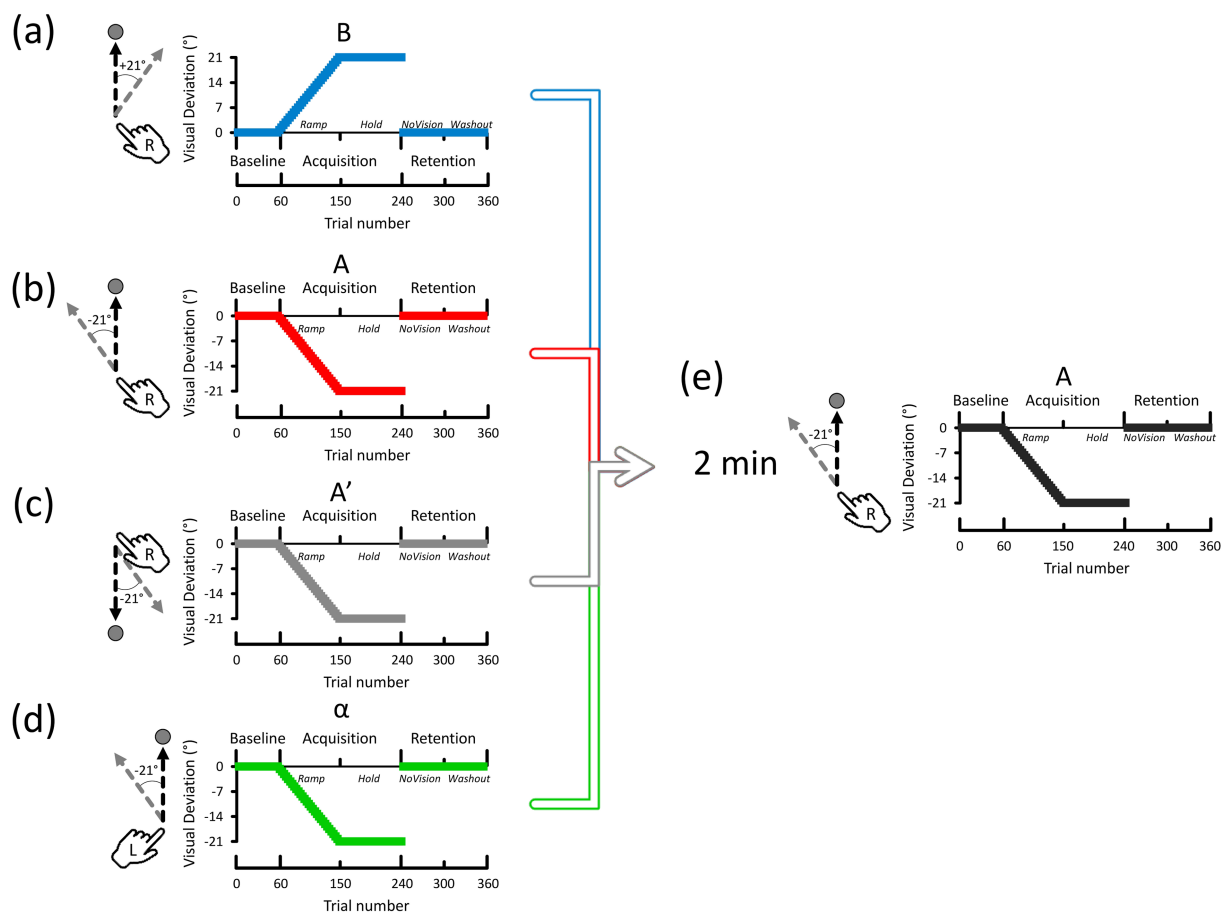 (a)
+21°
R
B
Visual Deviation (°)
21
14
7
0
Ramp Hold NoVision Washout
Baseline Acquisition Retention
0 60 150 240 300 360
Trial number
(b)
-21°
R
A
Baseline Acquisition Retention
Visual Deviation (°)
0
-7
-14
-21
Ramp Hold NoVision Washout
0 60 150 240 300 360
Trial number
(c)
R
-21°
A’
Baseline Acquisition Retention
Visual Deviation (°)
0
-7
-14
-21
Ramp Hold NoVision Washout
0 60 150 240 300 360
Trial number
(d)
-21°
L
α
Baseline Acquisition Retention
Visual Deviation (°)
0
-7
-14
-21
Ramp Hold NoVision Washout
0 60 150 240 300 360
Trial number
(e)
2 min
-21°
R
A
Baseline Acquisition Retention
Visual Deviation (°)
0
-7
-14
-21
Ramp Hold NoVision Washout
0 60 150 240 300 360
Trial number